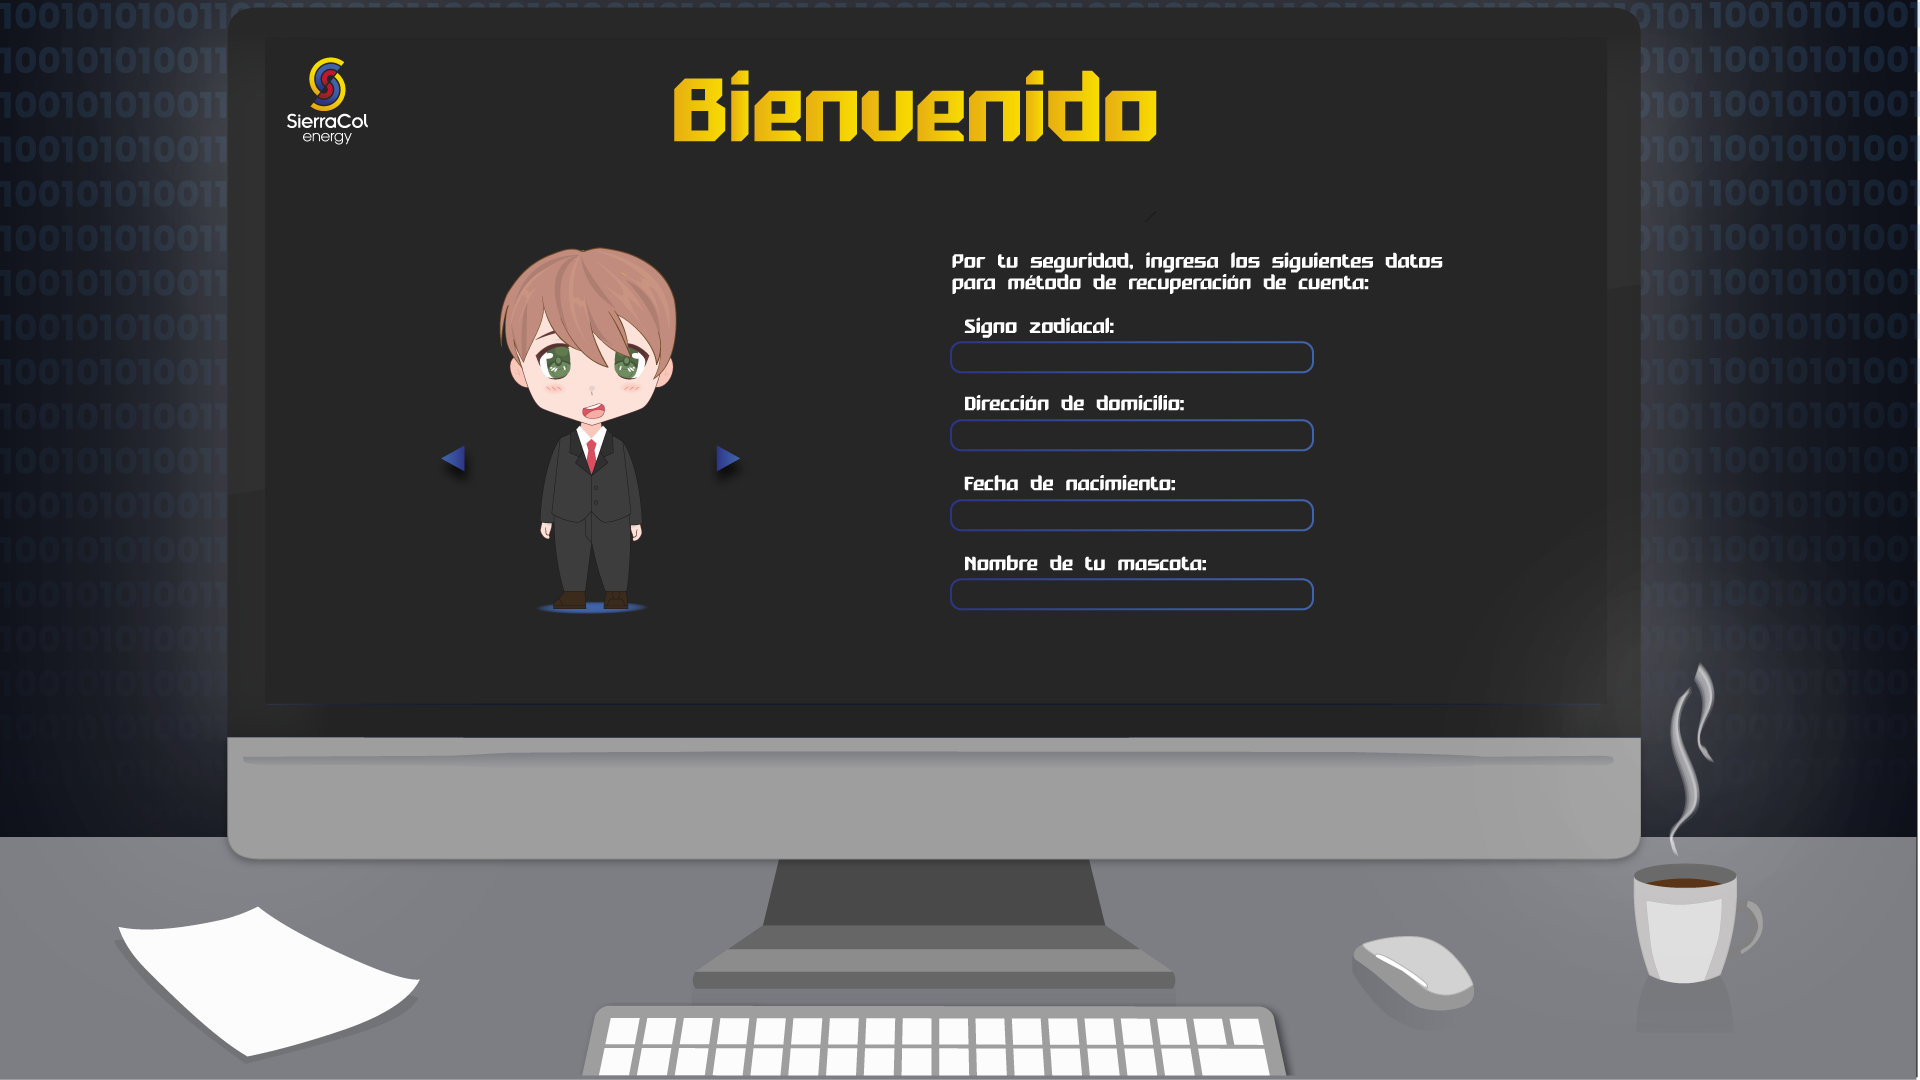 SierraCol
energy
Bienvenido
Por tu seguridad, ingresa los siguientes datos
para método de recuperación de cuenta:
Signo zodiacal:
Dirección de domicilio:
Fecha de nacimiento:
Nombre de tu mascota: